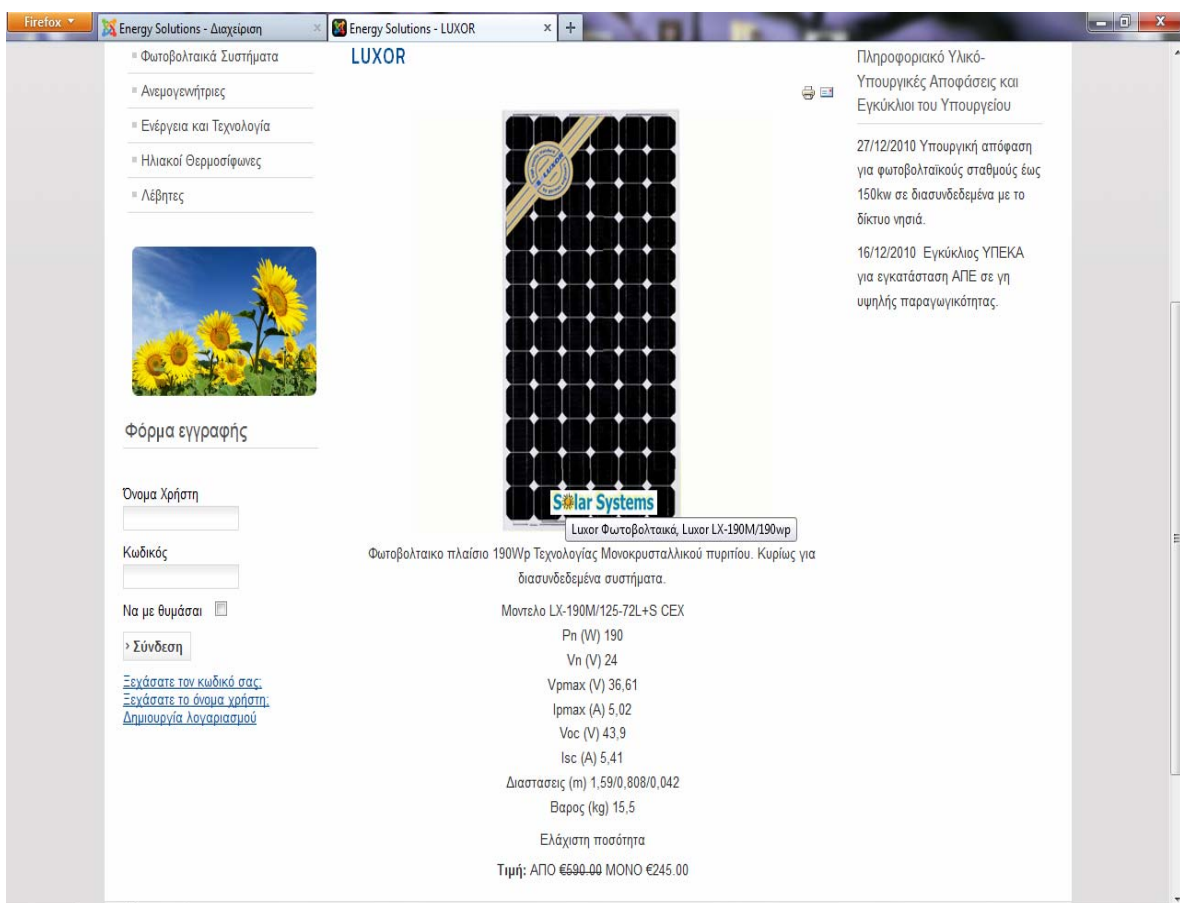 Firefox
Energy Solutions - Διαχείριση
Energy Solutions - LUXOR
Φωτοβολταικά Συστήματα
Ανεμογεννήτριες
Ενέργεια και Τεχνολογία
Ηλιακοί Θερμοσίφωνες
Λέβητες
Φόρμα εγγραφής
Όνομα Χρήστη
Κωδικός
Να με θυμάσαι
Σύνδεση
Ξεχάσατε τον κωδικό σας;
Ξεχάσατε το όνομα χρήστη;
Δημιουργία λογαριασμού
LUXOR
LUXOR
Solar Systems
Luxor Φωτοβολταικά, Luxor LX-190M/190wp
Φωτοβολταικο πλαίσιο 190Wp Τεχνολογίας Μονοκρυσταλλικού πυριτίου. Κυρίως για
διασυνδεδεμένα συστήματα.
Μοντελο LX-190M/125-72L+S CEX
Pn (W) 190
Vn (V) 24
Vpmax (V) 36,61
Ipmax (A) 5,02
Voc (V) 43,9
Isc (A) 5,41
Διαστασεις (m) 1,59/0,808/0,042
Βαρος (kg) 15,5
Ελάχιστη ποσότητα
Τιμή: ΑΠΟ €590.00 ΜΟΝΟ €245.00
Πληροφοριακό Υλικό-
Υπουργικές Αποφάσεις και
Εγκύκλιοι του Υπουργείου
27/12/2010 Υπουργική απόφαση
για φωτοβολταϊκούς σταθμούς έως
150kw σε διασυνδεδεμένα με το
δίκτυο νησιά.
16/12/2010 Εγκύκλιος ΥΠΕΚΑ
για εγκατάσταση ΑΠΕ σε γη
υψηλής παραγωγικότητας.